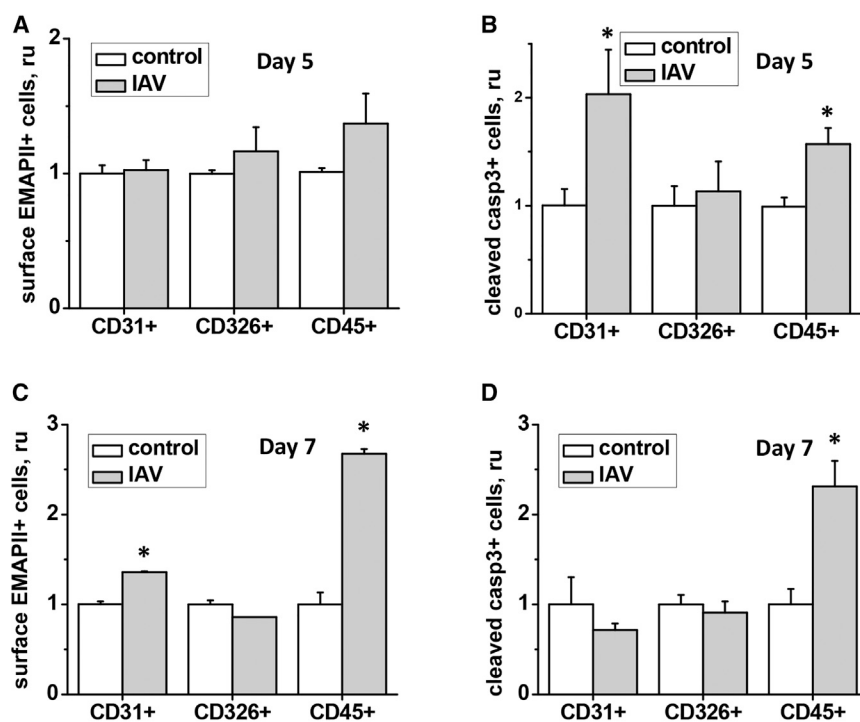 A
surface EMAPII+ cells, ru
2
1
0
control
IAV
Day 5
CD31+ CD326+ CD45+
B
cleaved casp3+ cells, ru
2
1
0
control
IAV
Day 5
*
*
CD31+ CD326+ CD45+
C
surface EMAPII+ cells, ru
3
2
1
0
control
IAV
Day 7
*
*
CD31+ CD326+ CD45+
D
cleaved casp3+ cells, ru
3
2
1
0
control
IAV
Day 7
*
CD31+ CD326+ CD45+